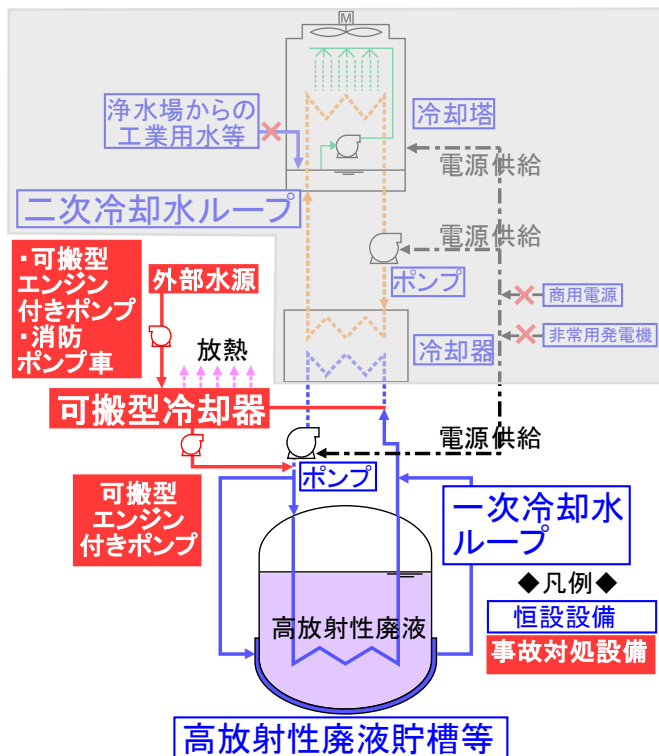 M
浄水場からの
工業用水等
冷却塔
電源供給
二次冷却水ループ
・可搬型
エンジン
付きポンプ
・消防
ポンプ車
外部水源
電源供給
ポンプ
商用電源
非常用発電機
冷却器
放熱
可搬型冷却器
電源供給
ポンプ
可搬型
エンジン
付きポンプ
一次冷却水
ループ
高放射性廃液
◆凡例◆
恒設設備
事故対処設備
高放射性廃液貯槽等